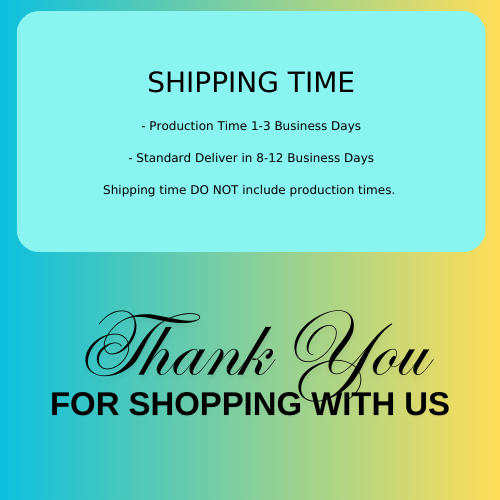 SHIPPING TIME
- Production Time 1-3 Business Days
- Standard Deliver in 8-12 Business Days
Shipping time DO NOT include production times.
Thank You
FOR SHOPPING WITH US